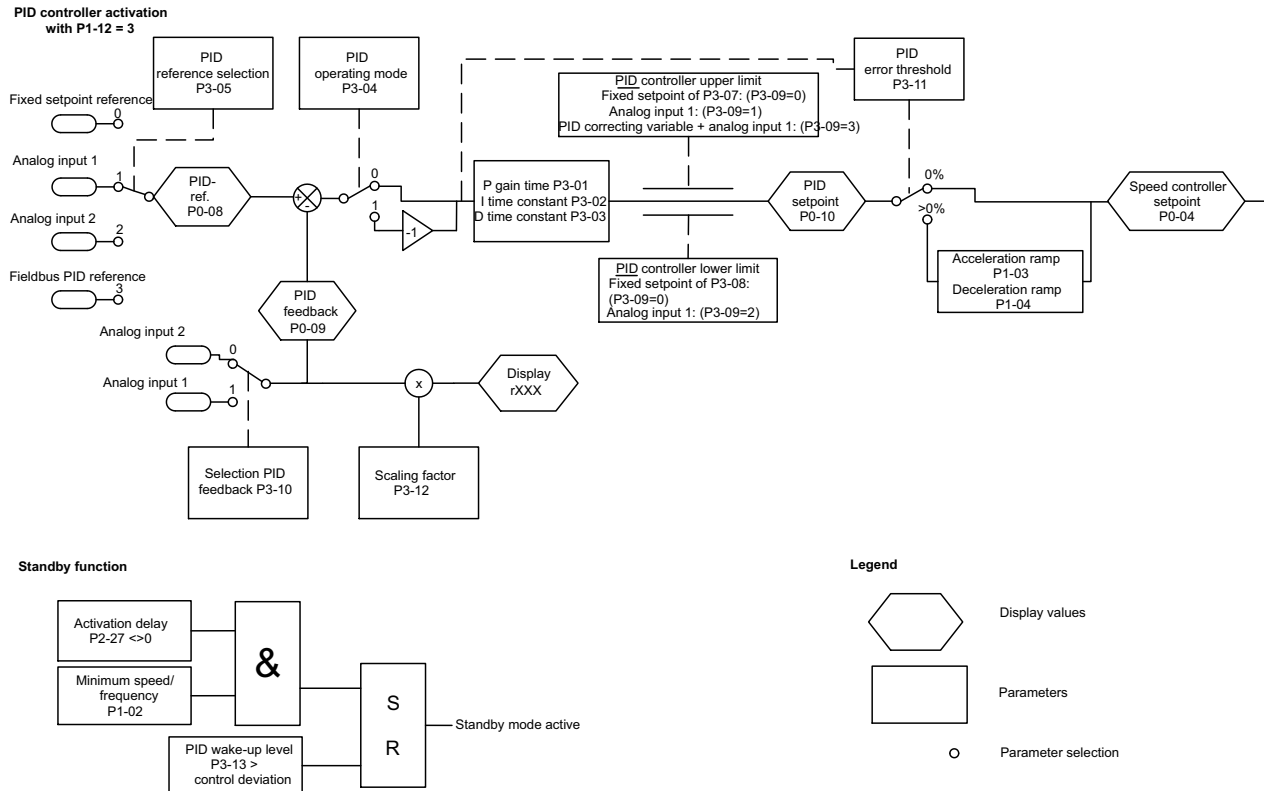 PID controller activation
with P1-12 = 3
PID
reference selection
P3-05
PID
operating mode
P3-04
PID
error threshold
P3-11
PID controller upper limit
Fixed setpoint of P3-07: (P3-09=0)
Analog input 1: (P3-09=1)
PID correcting variable + analog input 1: (P3-09=3)
Fixed setpoint reference
0
Analog input 1
1
Analog input 2
2
Fieldbus PID reference
3
PID-
ref.
P0-08
+
-
0
1
-1
P gain time P3-01
I time constant P3-02
D time constant P3-03
PID
setpoint
P0-10
0%
>0%
Speed controller
setpoint
P0-04
PID controller lower limit
Fixed setpoint of P3-08:
(P3-09=0)
Analog input 1: (P3-09=2)
Acceleration ramp
P1-03
Deceleration ramp
P1-04
PID
feedback
P0-09
Analog input 2
0
Analog input 1
1
x
Display
rXXX
Selection PID
feedback P3-10
Scaling factor
P3-12
Standby function
Activation delay
P2-27 <>0
Minimum speed/
frequency
P1-02
&
S
R
Standby mode active
PID wake-up level
P3-13 >
control deviation
Legend
Display values
Parameters
Parameter selection